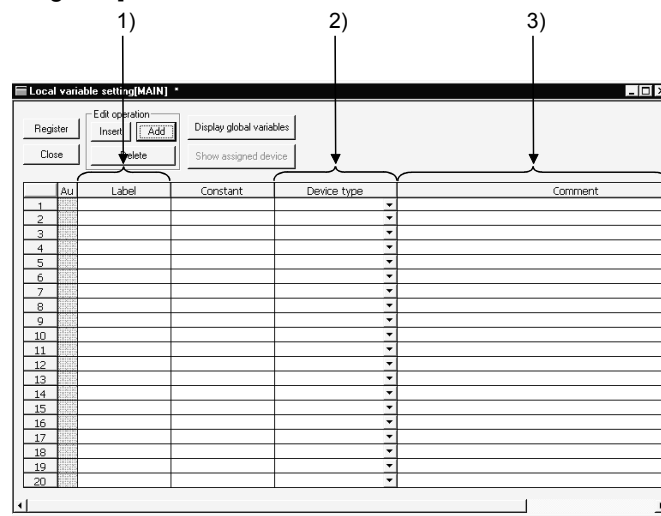 1)
2)
3)
Local variable setting[MAIN] *
Edit operation
Register
Insert
Add
Display global variables
Close
Delete
Show assigned device
Au
Label
Constant
Device type
Comment
1
2
3
4
5
6
7
8
9
10
11
12
13
14
15
16
17
18
19
20